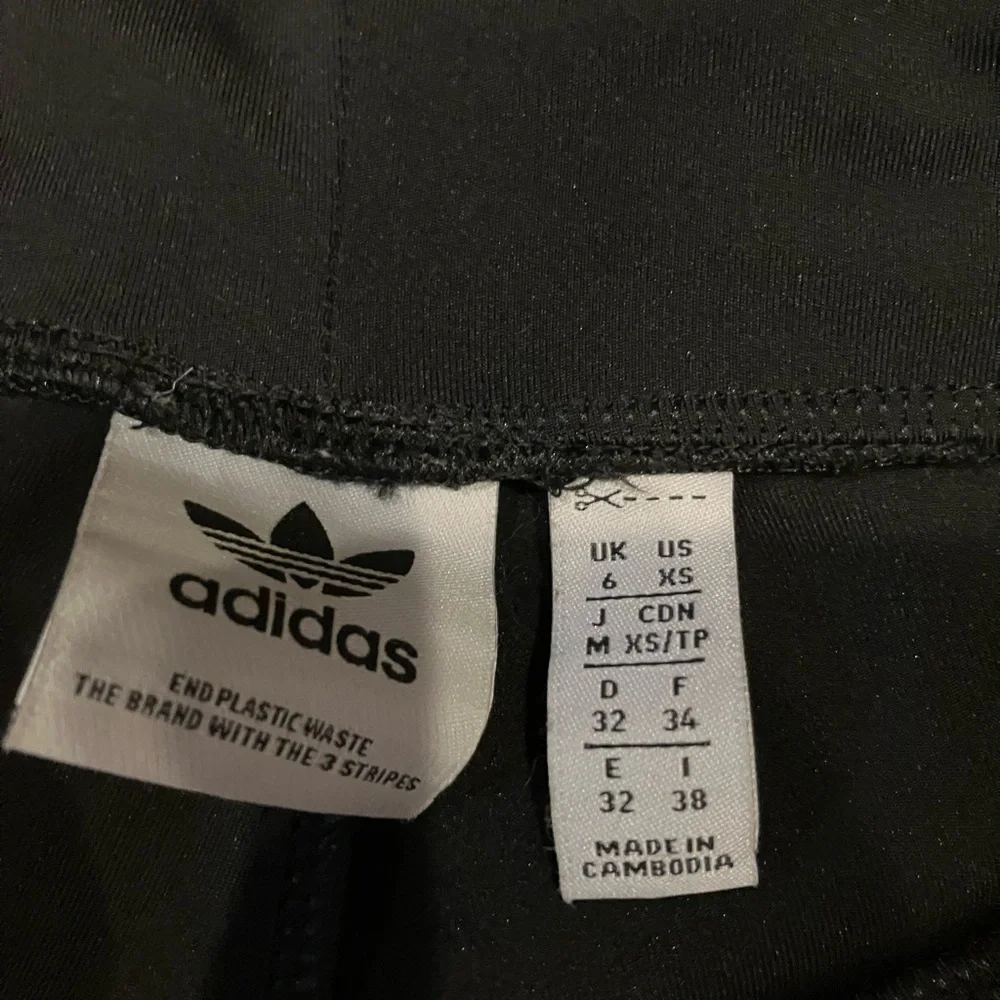 adidas
END PLASTIC WASTE
THE BRAND WITH THE 3 STRIPES
UK US
6 XS
J CDN
M XS/TP
D F
32 34
E I
32 38
MADE IN
CAMBODIA